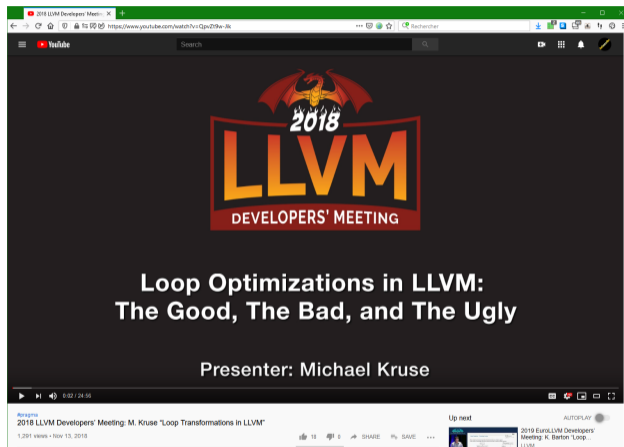 2018 LLVM Developers' Meetin
https://www.youtube.com/watch?v=QpvZt9w-Jik
Rechercher
YouTube
Search
2018
LLVM
DEVELOPERS' MEETING
Loop Optimizations in LLVM:
The Good, The Bad, and The Ugly
Presenter: Michael Kruse
0:02 / 24:56
#pragma
2018 LLVM Developers' Meeting: M. Kruse "Loop Transformations in LLVM"
1,291 views • Nov 13, 2018
18
0
SHARE
SAVE
Up next
AUTOPLAY
2019 EuroLLVM Developers'
Meeting: K. Barton "Loop...
LLVM